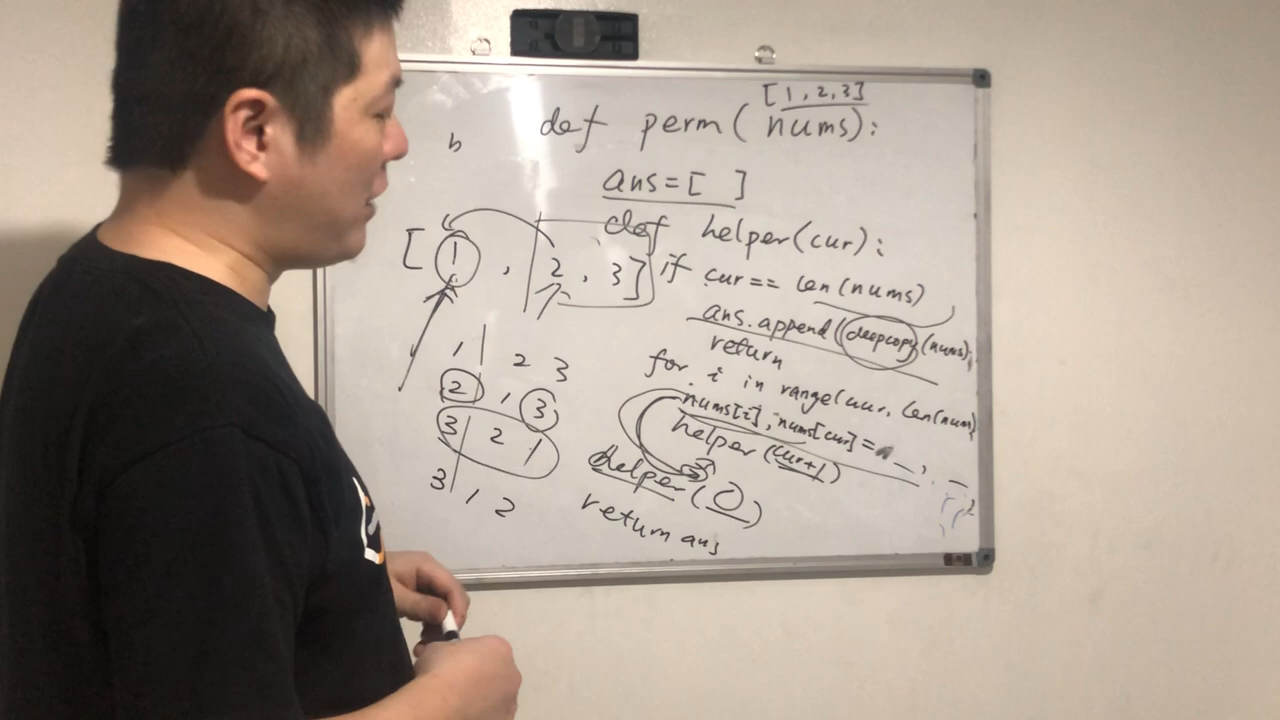 [1,2,3]
def perm(nums):
b
ans=[ ]
def helper(cur):
[1, 2, 3]
if cur== len(nums)
ans.append(deepcopy(nums)
return
1 2 3
for i in range(cur, len(num)
2 1 3
nums[i], nums[cur] = _, _
helper(cur+1)
3 2 1
helper(0)
3 1 2
return ans